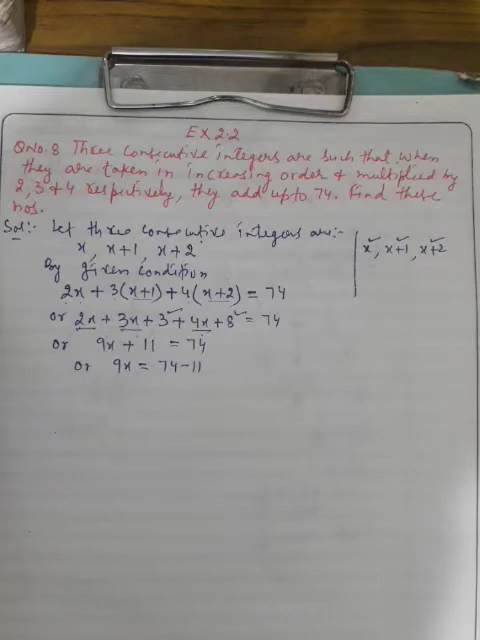 EX 2.2
QNo. 8 Three consecutive integers are such that when
they are taken in increasing order & multiplied by
2, 3 & 4 respectively, they add up to 74. Find these
nos.
Sol:- Let three consecutive integers are:-
x, x+1, x+2
x, x+1, x+2
By given condition
2x + 3(x+1) + 4(x+2) = 74
or 2x + 3x + 3 + 4x + 8 = 74
or 9x + 11 = 74
or 9x = 74-11